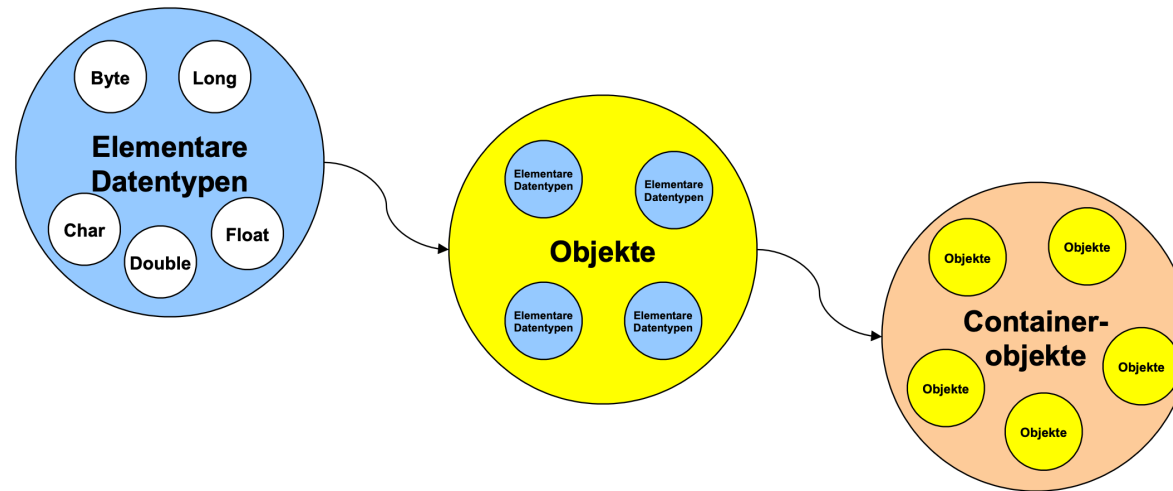 Byte
Long
Elementare
Datentypen
Char
Double
Float
Elementare
Datentypen
Elementare
Datentypen
Objekte
Elementare
Datentypen
Elementare
Datentypen
Objekte
Objekte
Container-
objekte
Objekte
Objekte
Objekte